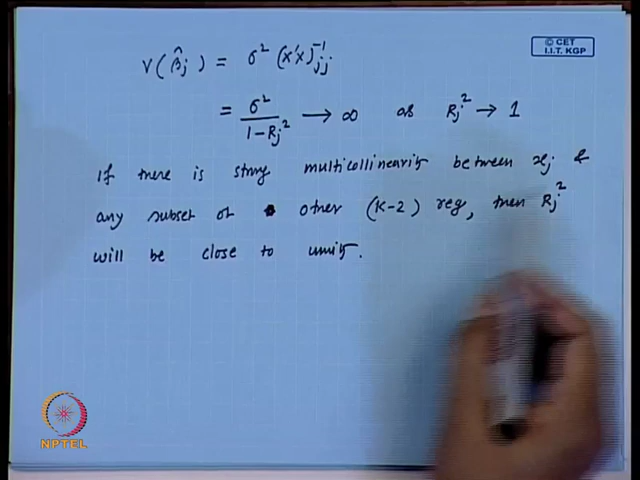 © CET
I.I.T. KGP
V(β̂j) = σ² (X'X)⁻¹jj
= σ² / (1-Rj²) → ∞ as Rj² → 1
If there is strong multicollinearity between xj &
any subset of other (K-2) reg, then Rj²
will be close to unity.
NPTEL